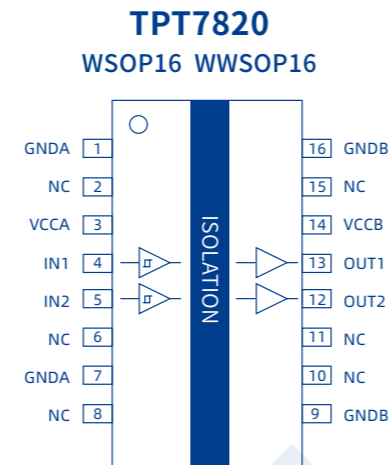 TPT7820
WSOP16 WWSOP16
GNDA 1 16 GNDB
NC 2 15 NC
VCCA 3 14 VCCB
IN1 4 13 OUT1
IN2 5 12 OUT2
NC 6 11 NC
GNDA 7 10 NC
NC 8 9 GNDB
ISOLATION